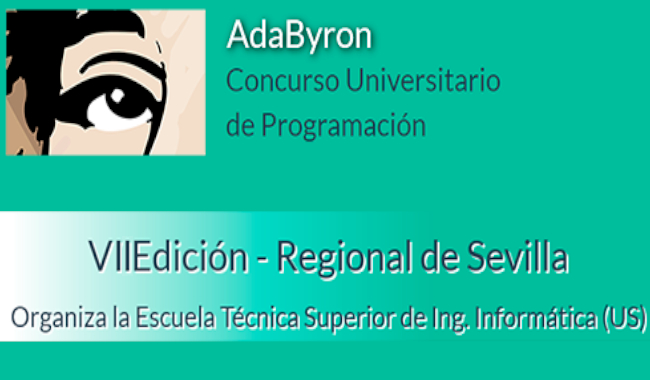 AdaByron
Concurso Universitario
de Programación
VIIEdición - Regional de Sevilla
Organiza la Escuela Técnica Superior de Ing. Informática (US)